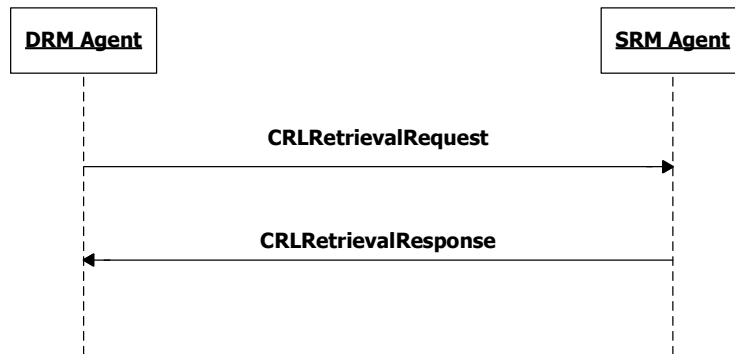 DRM Agent
SRM Agent
CRLRetrievalRequest
CRLRetrievalResponse